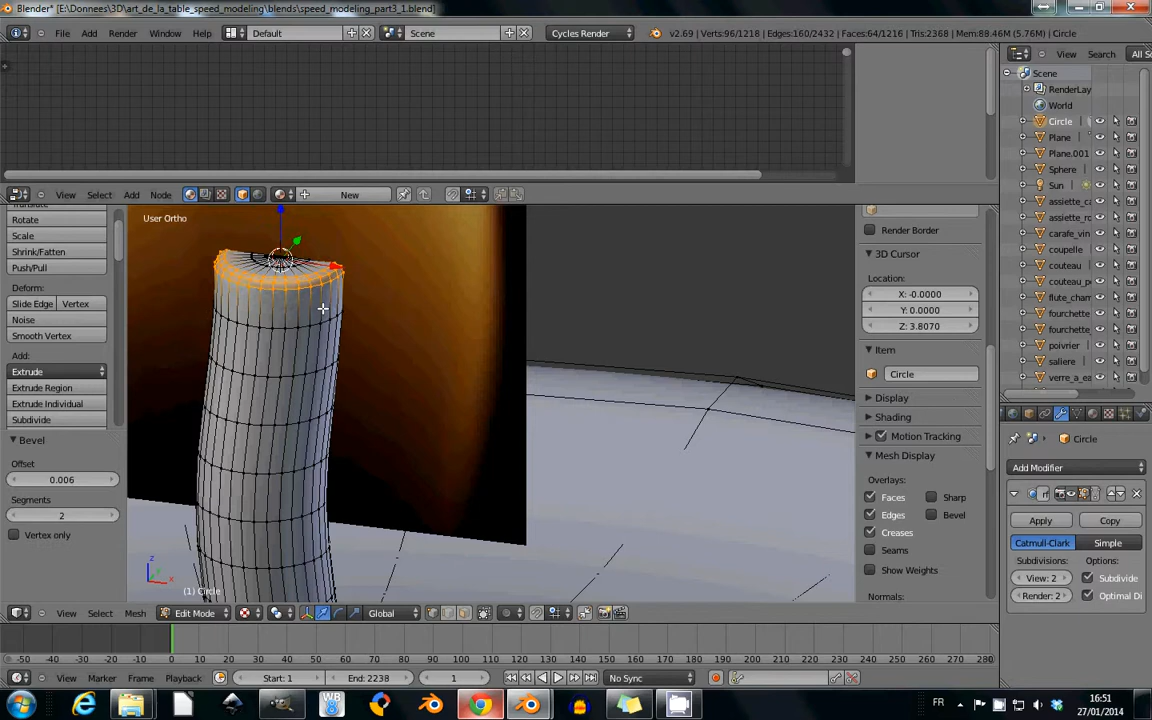 Blender* [E:\Donnees\3D\art_de_la_table_speed_modeling\blends\speed_modeling_part3_1.blend]
File Add Render Window Help Default Scene Cycles Render v2.69 | Verts:96/1218 | Edges:160/2432 | Faces:64/1216 | Tris:2368 | Mem:88.46M (5.76M) | Circle
View Search All S
Scene
RenderLay
World
Circle
Plane
Plane.001
Sphere
Sun
assiette_ca
assiette_ro
carafe_vin
coupelle
couteau
couteau_p
flute_cham
fourchette
fourchette_
poivrier
saliere
verre_a_ea
View Select Add Node New
Rotate
Scale
Shrink/Fatten
Push/Pull
Deform:
Slide Edge Vertex
Noise
Smooth Vertex
Add:
Extrude
Extrude Region
Extrude Individual
Subdivide
Bevel
Offset
0.006
Segments
2
Vertex only
User Ortho
z
x
(1) Circle
Render Border
3D Cursor
Location:
X: -0.0000
Y: 0.0000
Z: 3.8070
Item
Circle
Display
Shading
Motion Tracking
Mesh Display
Overlays:
Faces Sharp
Edges Bevel
Creases
Seams
Show Weights
Normals:
Circle
Add Modifier
Apply Copy
Catmull-Clark Simple
Subdivisions: Options:
View: 2 Subdivide
Render: 2 Optimal Di
View Select Mesh Edit Mode Global
-50 -40 -30 -20 -10 0 10 20 30 40 50 60 70 80 90 100 110 120 130 140 150 160 170 180 190 200 210 220 230 240 250 260 270 280 290
View Marker Frame Playback Start: 1 End: 2238 1 No Sync
FR 16:51
27/01/2014